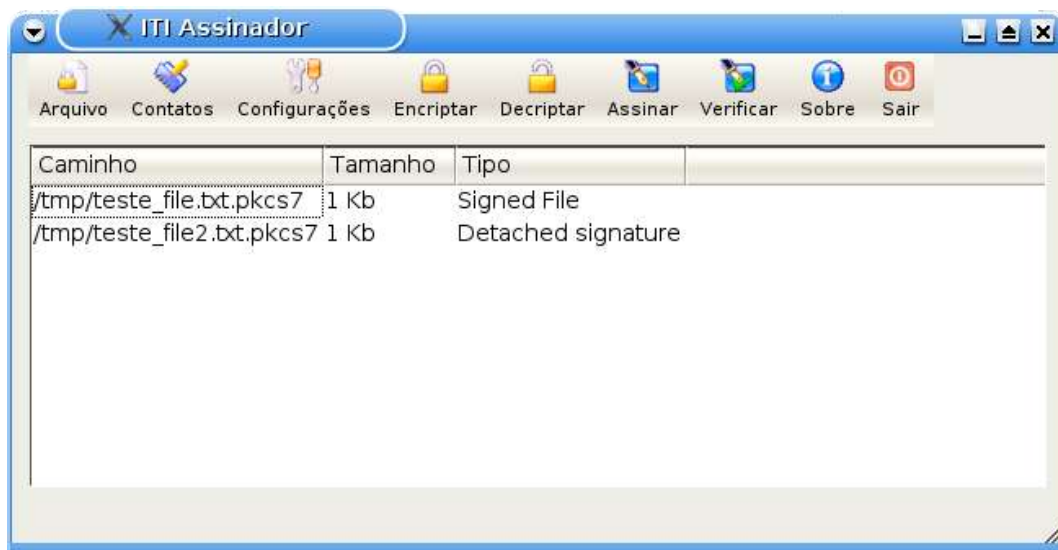 ITI Assinador
Arquivo Contatos Configurações Encriptar Decriptar Assinar Verificar Sobre Sair
Caminho Tamanho Tipo
/tmp/teste_file.txt.pkcs7 1 Kb Signed File
/tmp/teste_file2.txt.pkcs7 1 Kb Detached signature